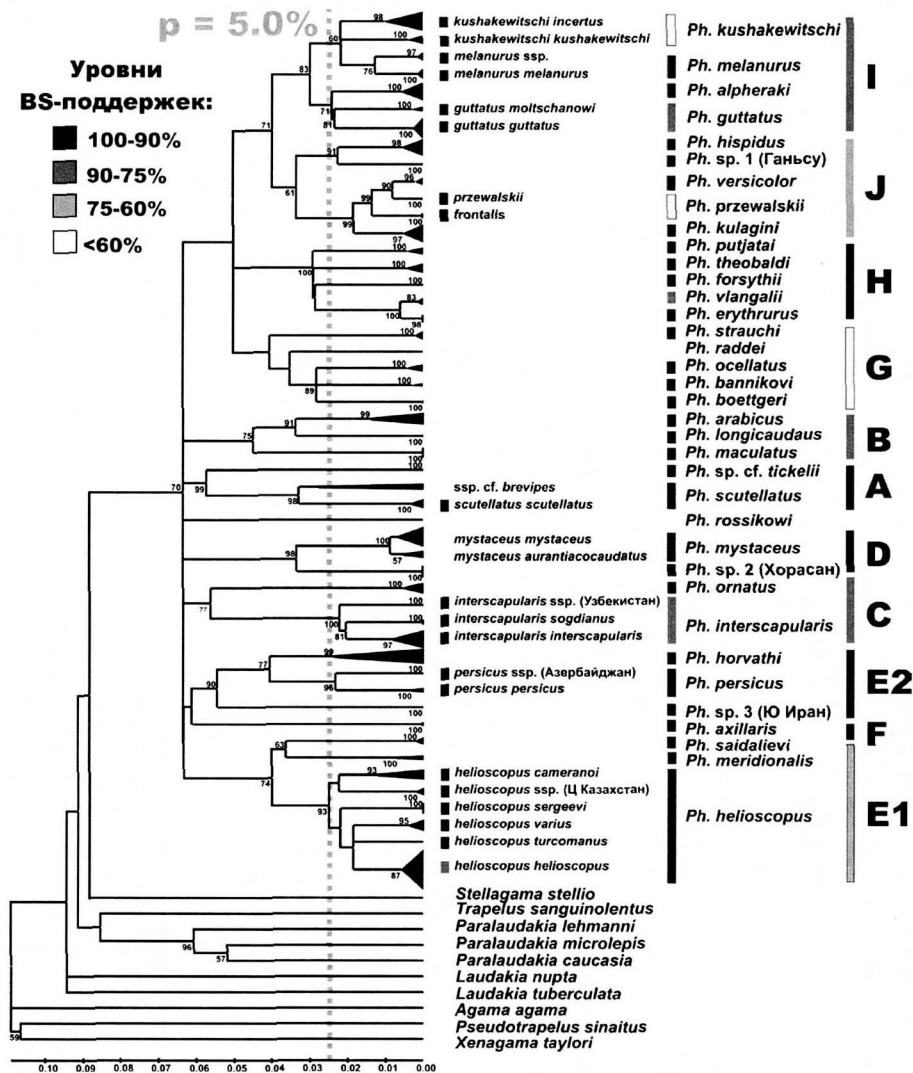 p = 5.0%
Уровни
BS-поддержек:
100-90%
90-75%
75-60%
<60%
kushakewitschi incertus
kushakewitschi kushakewitschi
melanurus ssp.
melanurus melanurus
guttatus moltschanowi
guttatus guttatus
przewalskii
frontalis
ssp. cf. brevipes
scutellatus scutellatus
mystaceus mystaceus
mystaceus aurantiacocaudatus
interscapularis ssp. (Узбекистан)
interscapularis sogdianus
interscapularis interscapularis
persicus ssp. (Азербайджан)
persicus persicus
helioscopus cameranoi
helioscopus ssp. (Ц Казахстан)
helioscopus sergeevi
helioscopus varius
helioscopus turcomanus
helioscopus helioscopus
Ph. kushakewitschi
Ph. melanurus
Ph. alpheraki
Ph. guttatus
Ph. hispidus
Ph. sp. 1 (Ганьсу)
Ph. versicolor
Ph. przewalskii
Ph. kulagini
Ph. putjatai
Ph. theobaldi
Ph. forsythii
Ph. vlangalii
Ph. erythrurus
Ph. strauchi
Ph. raddei
Ph. ocellatus
Ph. bannikovi
Ph. boettgeri
Ph. arabicus
Ph. longicaudaus
Ph. maculatus
Ph. sp. cf. tickelii
Ph. scutellatus
Ph. rossikowi
Ph. mystaceus
Ph. sp. 2 (Хорасан)
Ph. ornatus
Ph. interscapularis
Ph. horvathi
Ph. persicus
Ph. sp. 3 (Ю Иран)
Ph. axillaris
Ph. saidalievi
Ph. meridionalis
Ph. helioscopus
I
J
H
G
B
A
D
C
E2
F
E1
Stellagama stellio
Trapelus sanguinolentus
Paralaudakia lehmanni
Paralaudakia microlepis
Paralaudakia caucasia
Laudakia nupta
Laudakia tuberculata
Agama agama
Pseudotrapelus sinaitus
Xenagama taylori
0.10 0.09 0.08 0.07 0.06 0.05 0.04 0.03 0.02 0.01 0.00